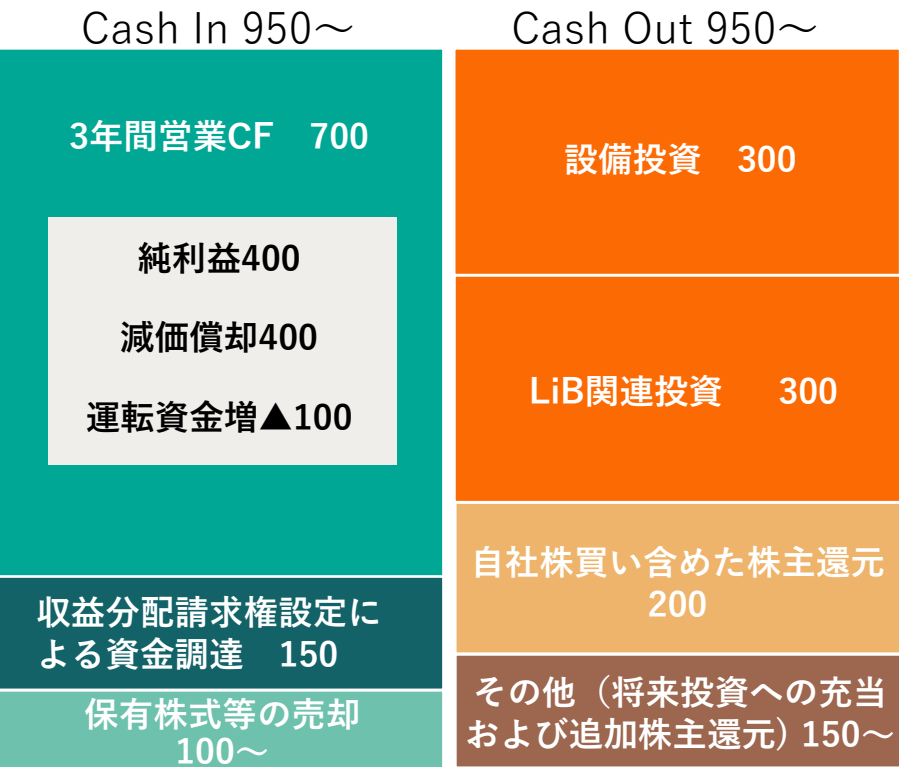 Cash In 950～
3年間営業CF　700
純利益400
減価償却400
運転資金増▲100
収益分配請求権設定に
よる資金調達　150
保有株式等の売却
100～
Cash Out 950～
設備投資　300
LiB関連投資　300
自社株買い含めた株主還元
200
その他（将来投資への充当
および追加株主還元）150～